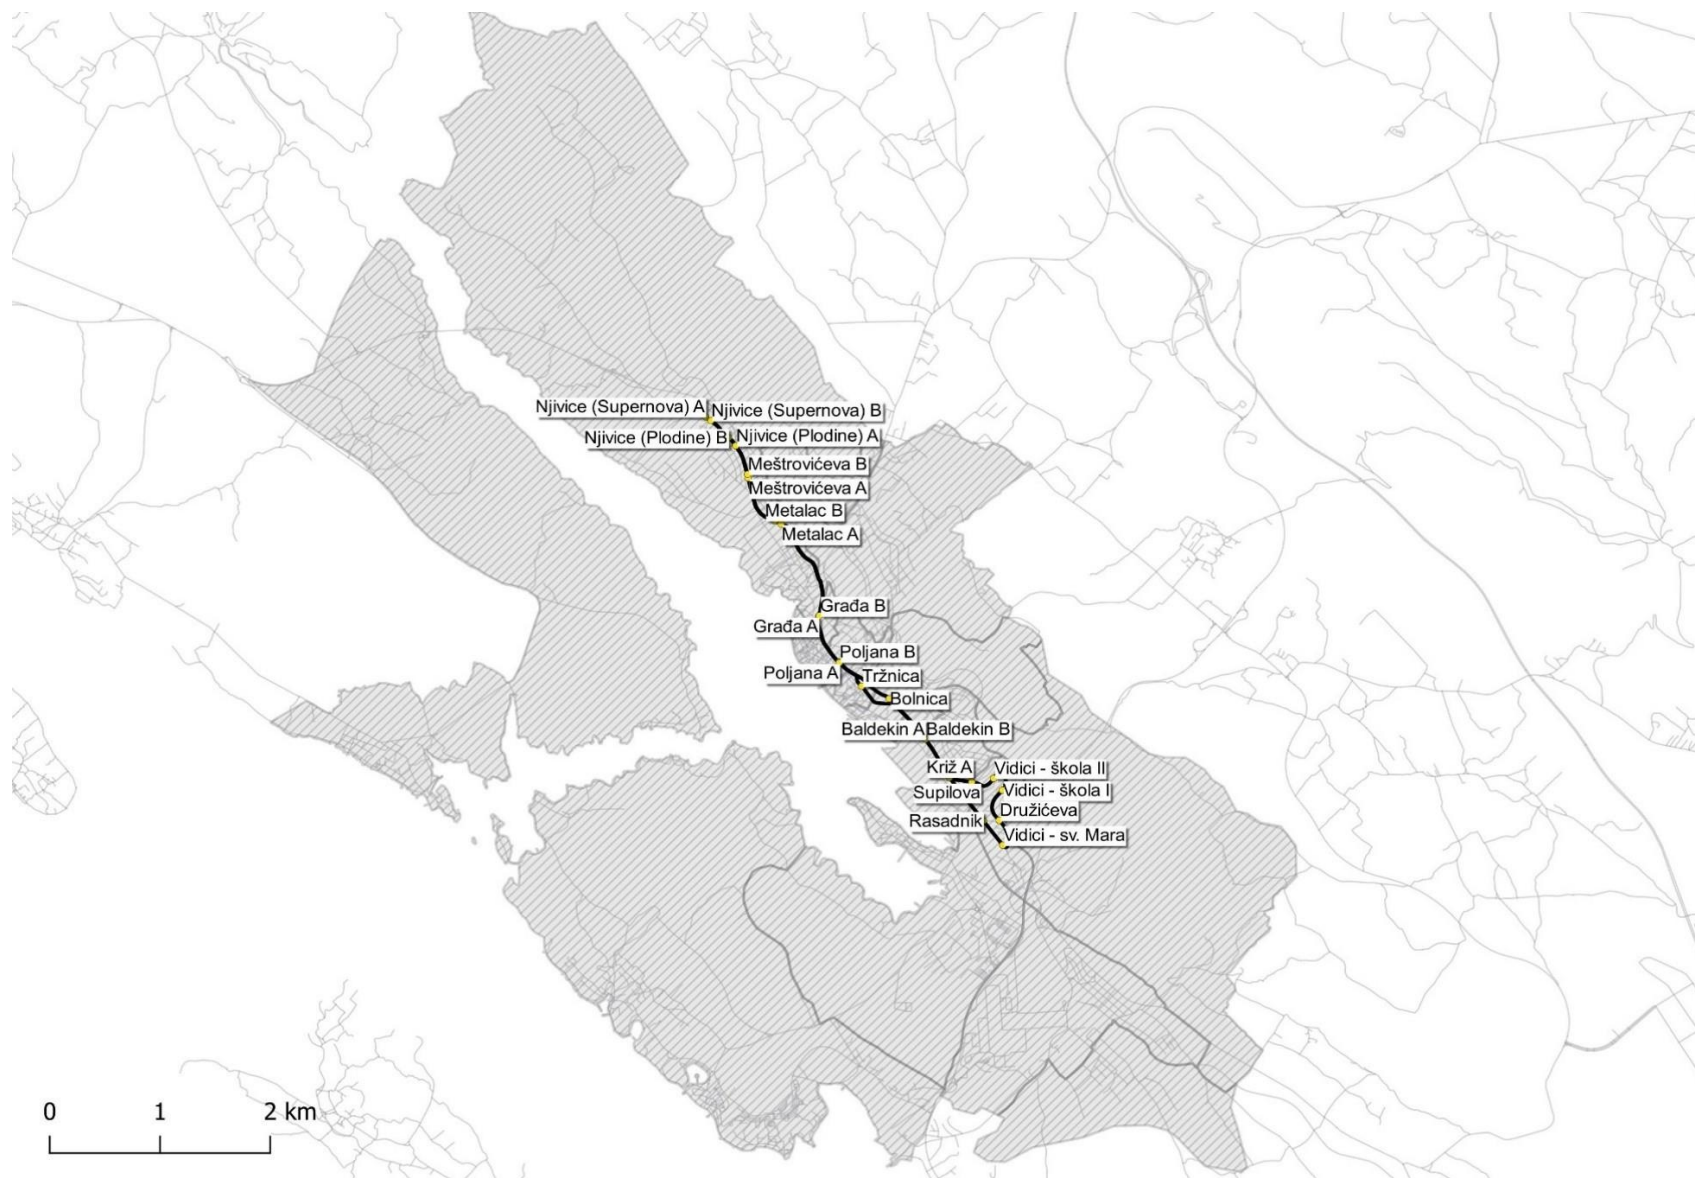 Njivice (Supernova) A
Njivice (Supernova) B
Njivice (Plodine) B
Njivice (Plodine) A
Meštrovićeva B
Meštrovićeva A
Metalac B
Metalac A
Građa B
Građa A
Poljana B
Poljana A
Tržnica
Bolnica
Baldekin A
Baldekin B
Križ A
Vidici - škola II
Supilova
Vidici - škola I
Družićeva
Rasadnik
Vidici - sv. Mara
0 1 2 km